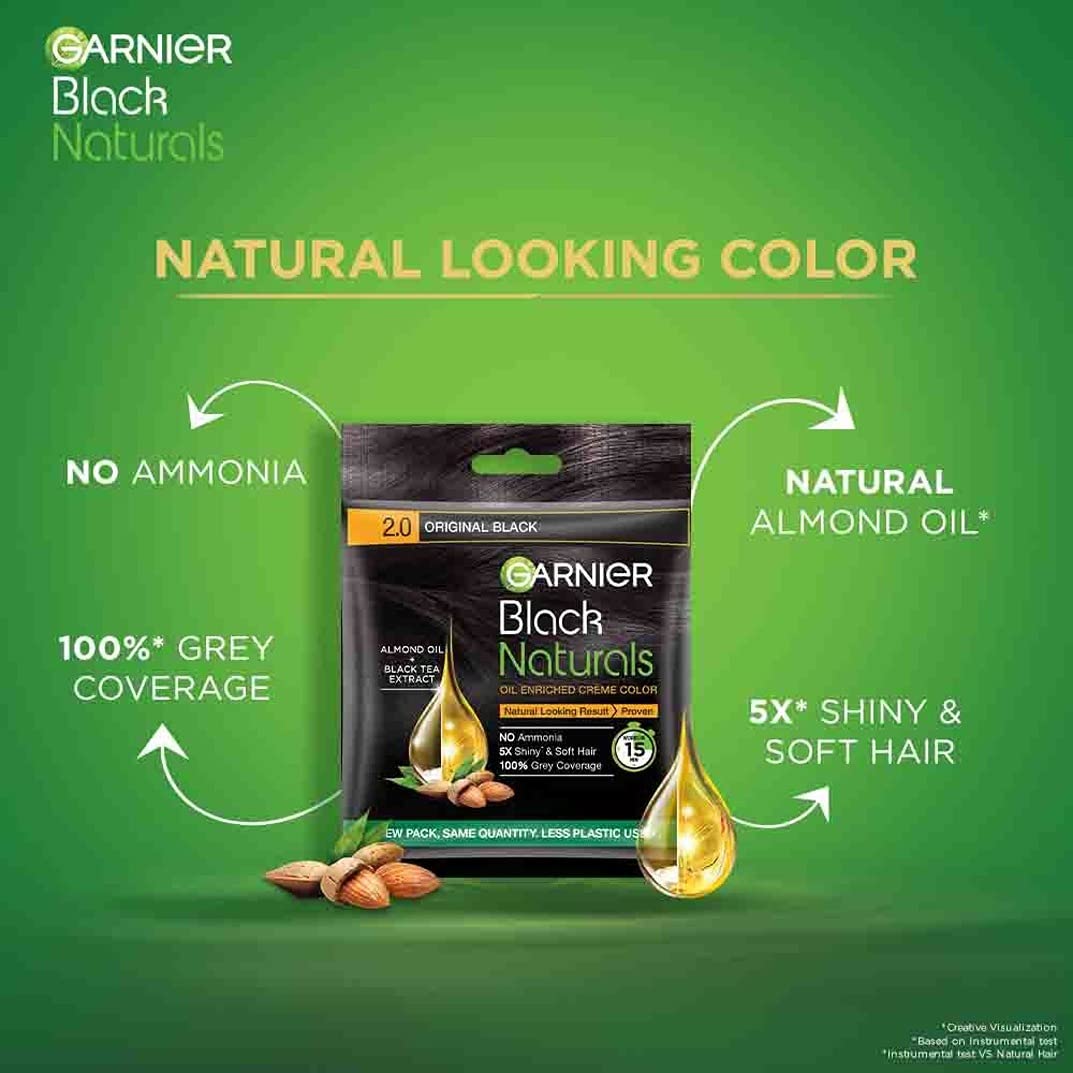 GARNIER
Black
Naturals
NATURAL LOOKING COLOR
NO AMMONIA
NATURAL
ALMOND OIL*
100%* GREY
COVERAGE
5X* SHINY &
SOFT HAIR
2.0 ORIGINAL BLACK
GARNIER
Black
Naturals
OIL ENRICHED CREME COLOR
Natural Looking Result > Proven
ALMOND OIL
+
BLACK TEA
EXTRACT
NO Ammonia
5X Shiny* & Soft Hair
100% Grey Coverage
15
MIN
EW PACK, SAME QUANTITY. LESS PLASTIC US
*Creative Visualization
*Based on Instrumental test
*Instrumental test VS Natural Hair